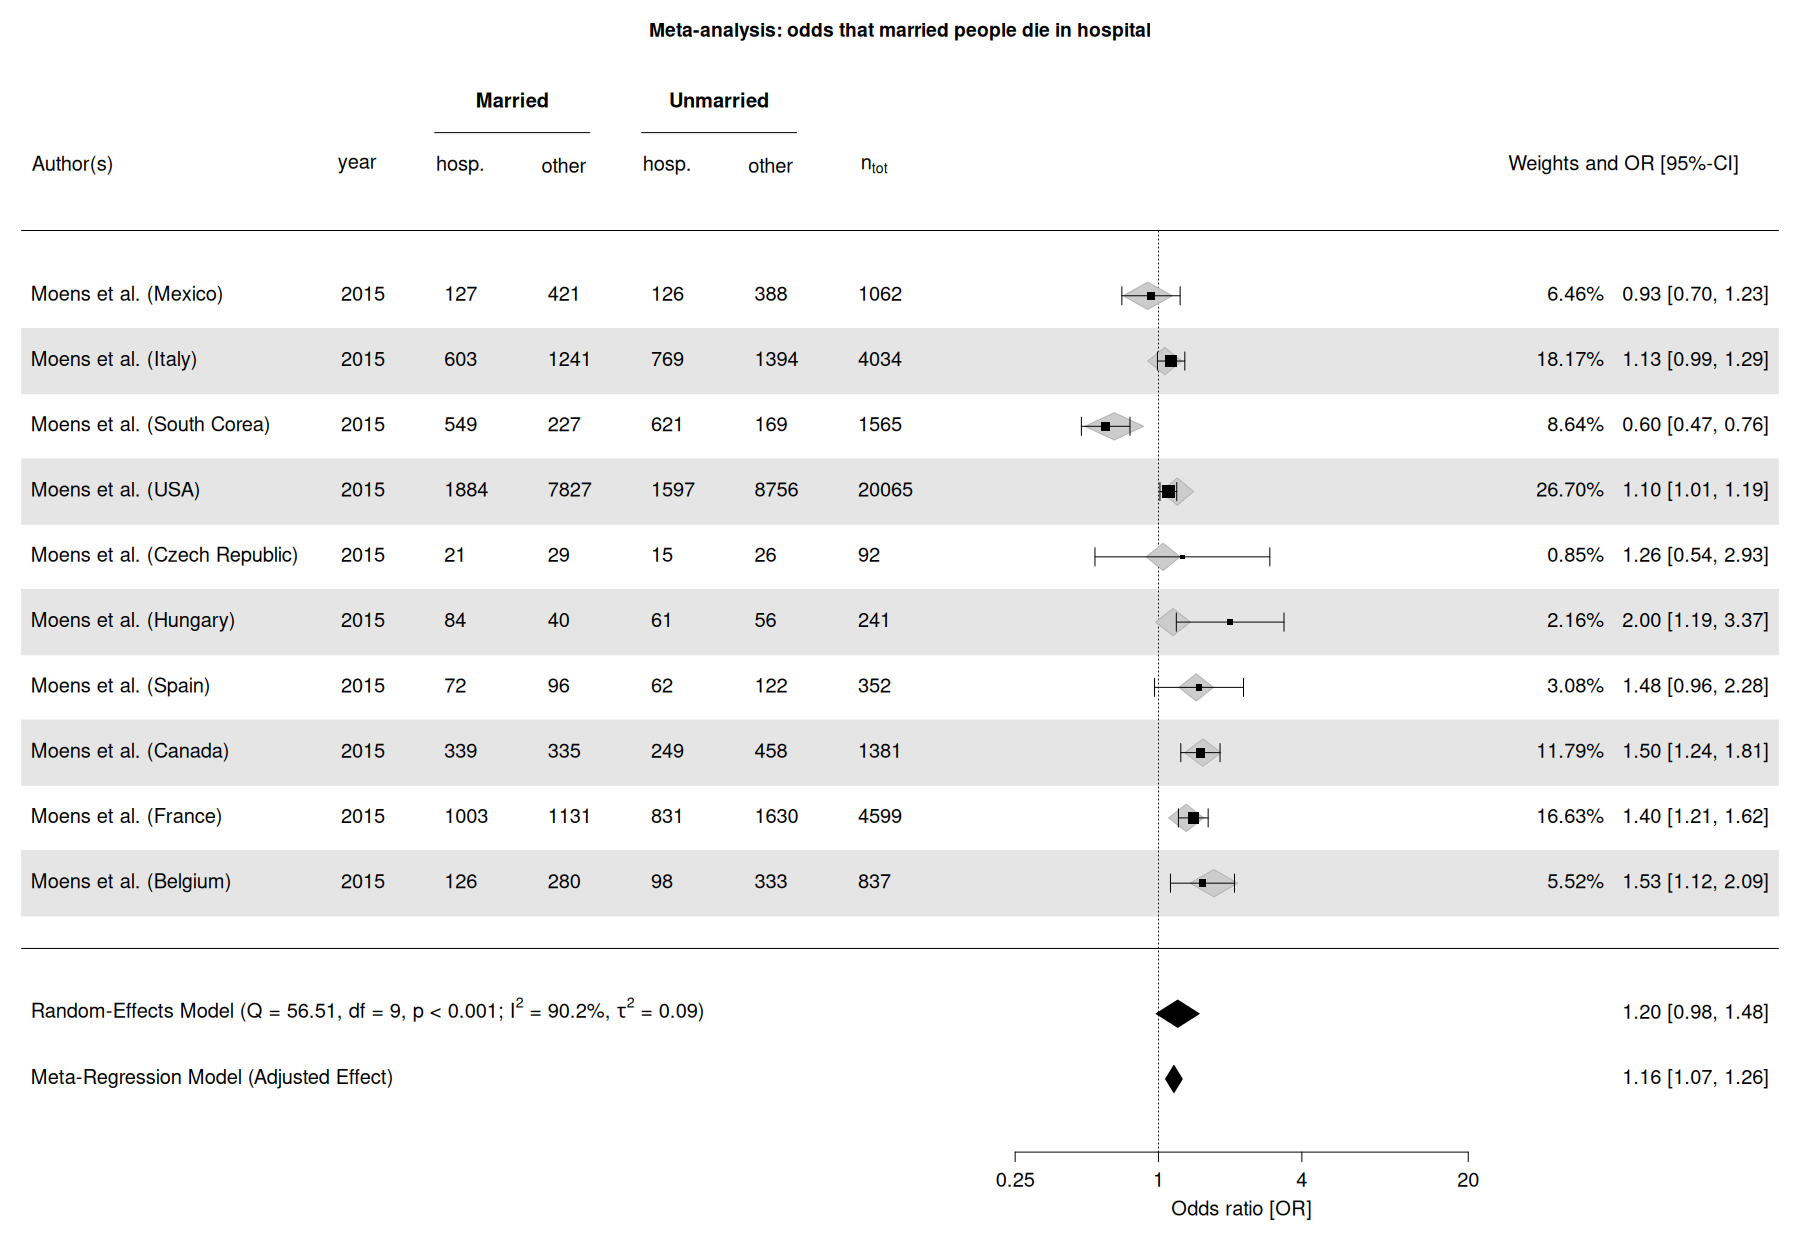 Meta-analysis: odds that married people die in hospital
Married Unmarried
Author(s) year hosp. other hosp. other ntot Weights and OR [95%-CI]
Moens et al. (Mexico) 2015 127 421 126 388 1062 6.46% 0.93 [0.70, 1.23]
Moens et al. (Italy) 2015 603 1241 769 1394 4034 18.17% 1.13 [0.99, 1.29]
Moens et al. (South Corea) 2015 549 227 621 169 1565 8.64% 0.60 [0.47, 0.76]
Moens et al. (USA) 2015 1884 7827 1597 8756 20065 26.70% 1.10 [1.01, 1.19]
Moens et al. (Czech Republic) 2015 21 29 15 26 92 0.85% 1.26 [0.54, 2.93]
Moens et al. (Hungary) 2015 84 40 61 56 241 2.16% 2.00 [1.19, 3.37]
Moens et al. (Spain) 2015 72 96 62 122 352 3.08% 1.48 [0.96, 2.28]
Moens et al. (Canada) 2015 339 335 249 458 1381 11.79% 1.50 [1.24, 1.81]
Moens et al. (France) 2015 1003 1131 831 1630 4599 16.63% 1.40 [1.21, 1.62]
Moens et al. (Belgium) 2015 126 280 98 333 837 5.52% 1.53 [1.12, 2.09]
Random-Effects Model (Q = 56.51, df = 9, p < 0.001; I² = 90.2%, τ² = 0.09) 1.20 [0.98, 1.48]
Meta-Regression Model (Adjusted Effect) 1.16 [1.07, 1.26]
0.25 1 4 20
Odds ratio [OR]